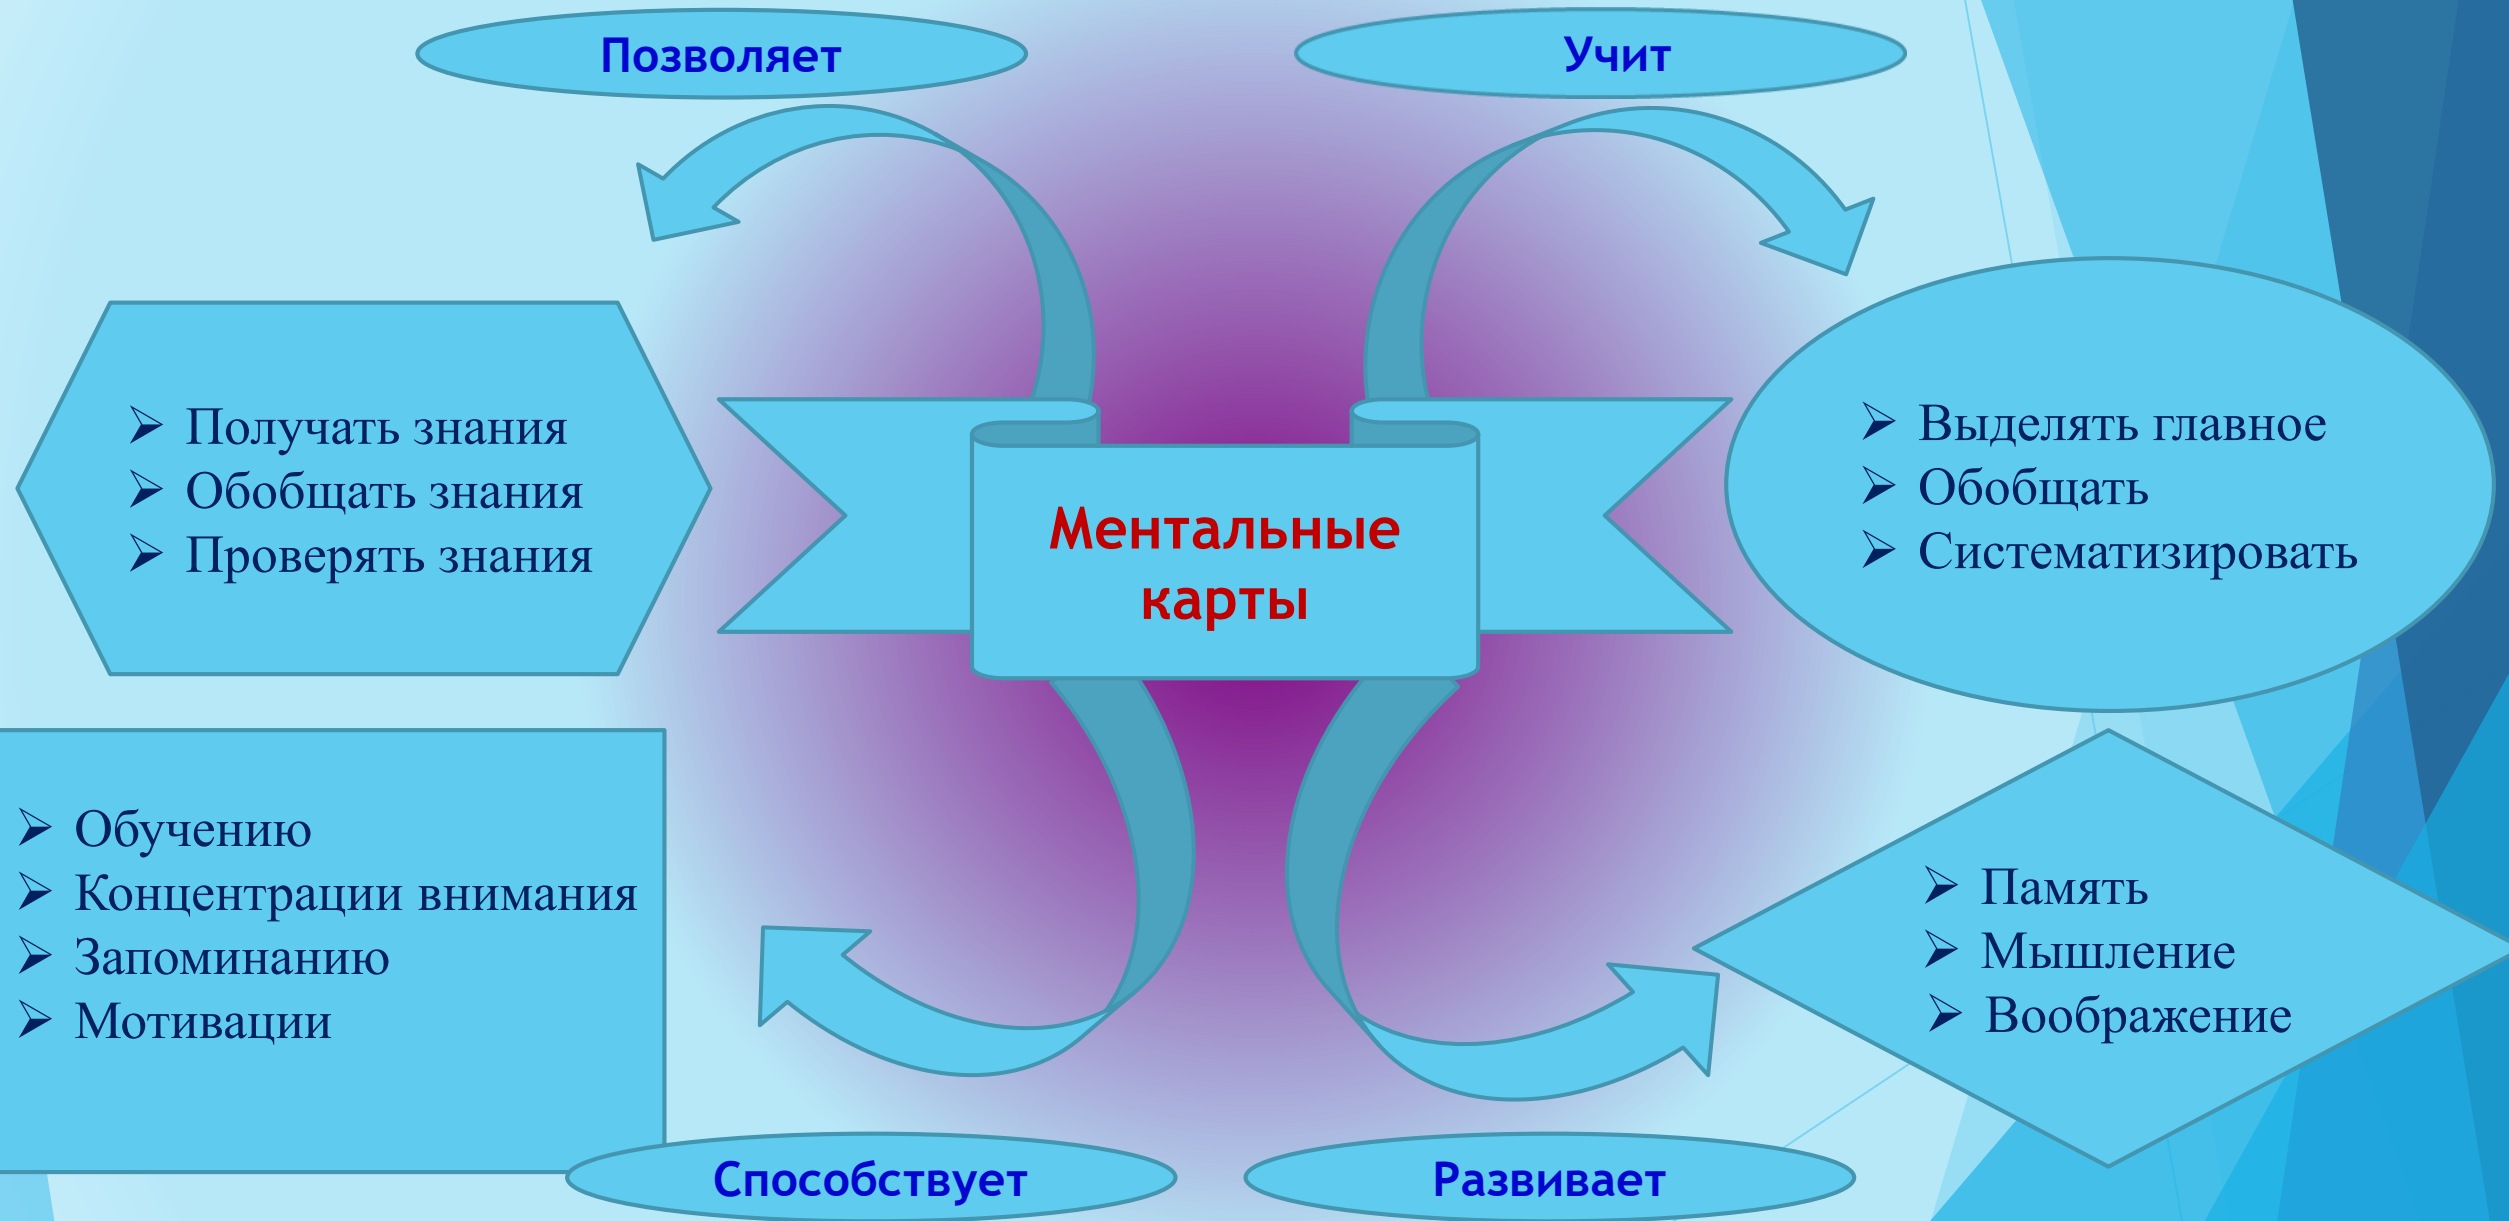 Позволяет
Учит
Получать знания
Обобщать знания
Проверять знания
Ментальные
карты
Выделять главное
Обобщать
Систематизировать
Обучению
Концентрации внимания
Запоминанию
Мотивации
Память
Мышление
Воображение
Способствует
Развивает